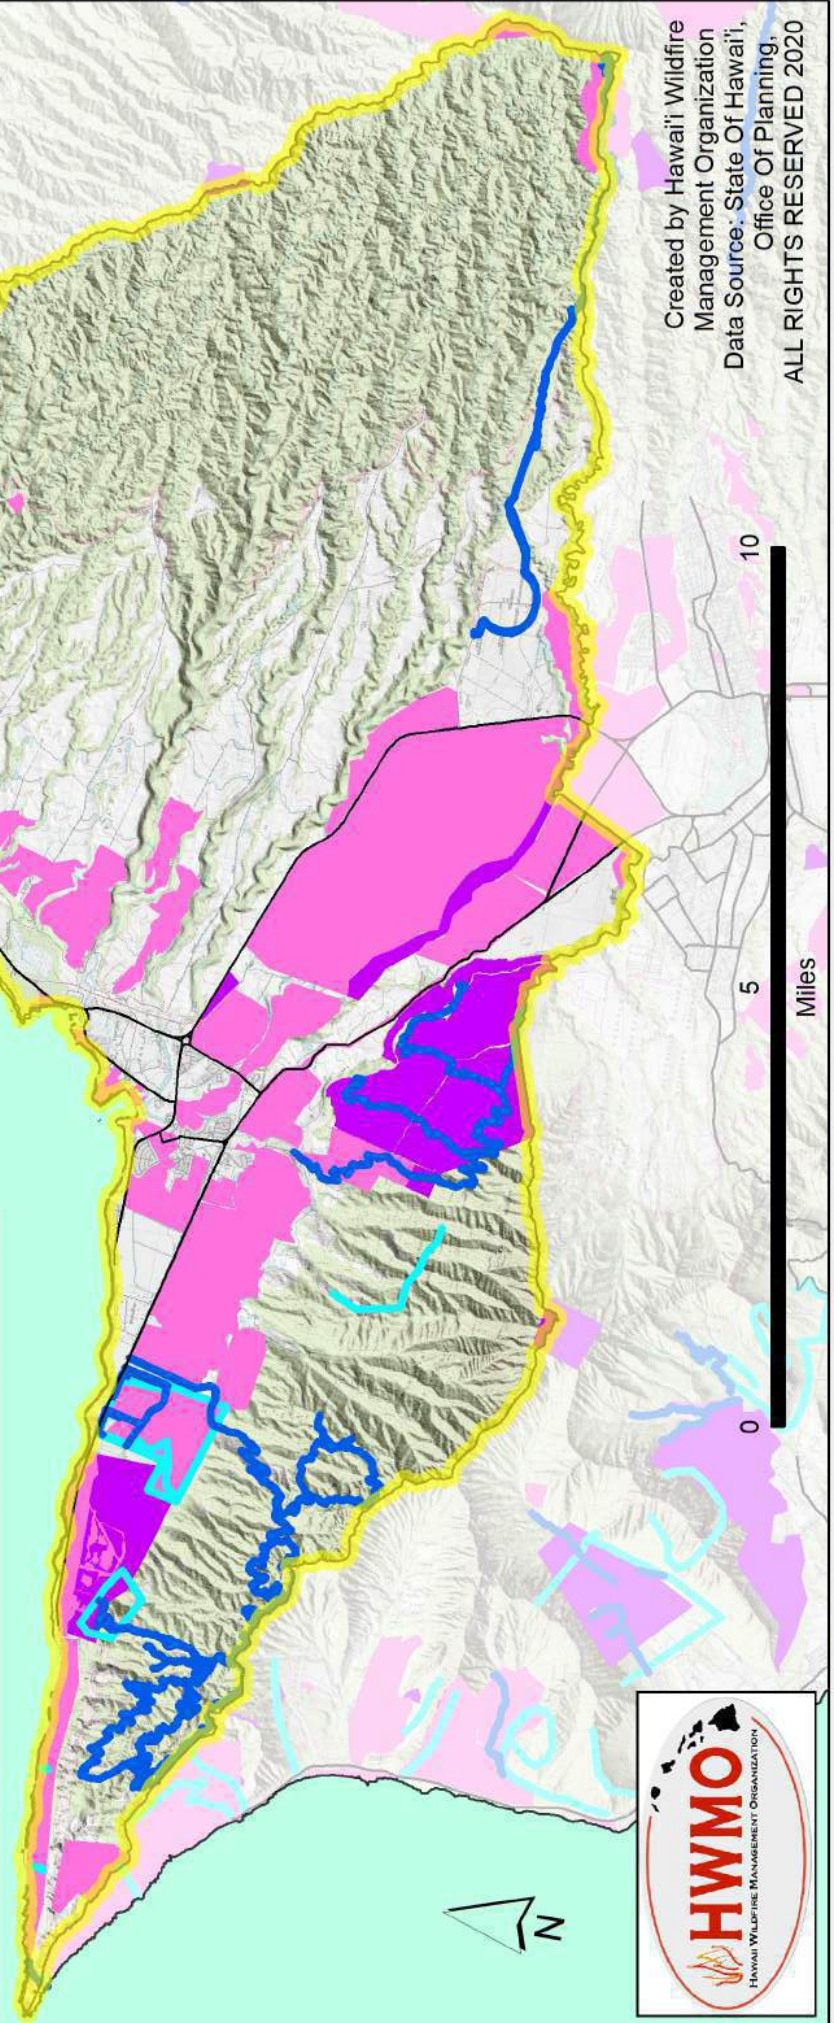 Created by Hawai'i Wildfire
Management Organization
Data Source: State Of Hawai'i,
Office Of Planning,
ALL RIGHTS RESERVED 2020
0
5
10
Miles
N
HWMO
HAWAII WILDFIRE MANAGEMENT ORGANIZATION